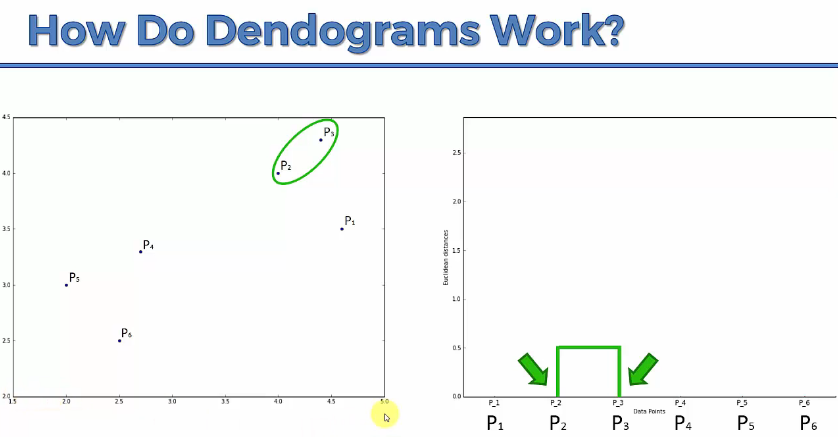 How Do Dendograms Work?
4.5
4.0
3.5
3.0
2.5
2.0
1.5 2.0 2.5 3.0 3.5 4.0 4.5 5.0
P3
P2
P1
P4
P5
P6
2.5
2.0
1.5
1.0
0.5
0.0
Euclidean distances
P_1 P_2 P_3 P_4 P_5 P_6
Data Points
P1 P2 P3 P4 P5 P6